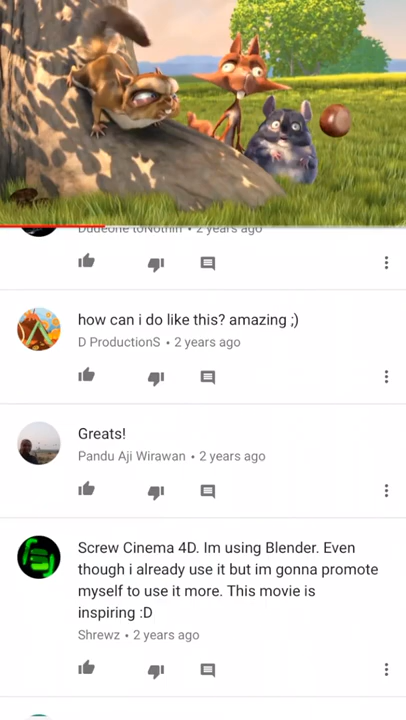 Dudeone toNothin • 2 years ago
how can i do like this? amazing ;)
D ProductionS • 2 years ago
Greats!
Pandu Aji Wirawan • 2 years ago
Screw Cinema 4D. Im using Blender. Even
though i already use it but im gonna promote
myself to use it more. This movie is
inspiring :D
Shrewz • 2 years ago